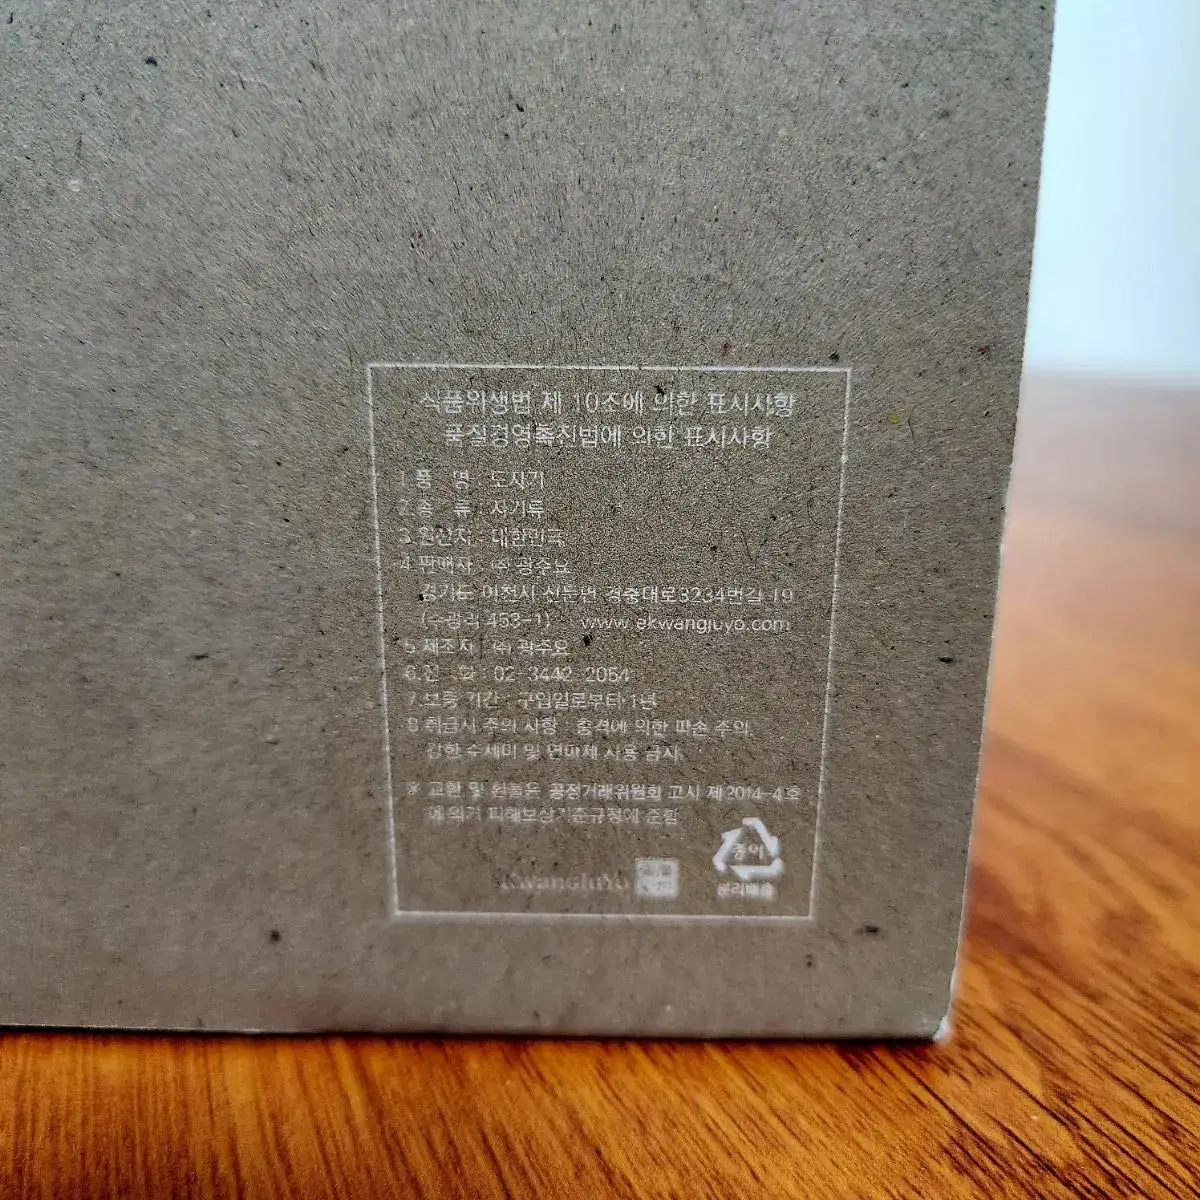 식품위생법 제 10조에 의한 표시사항
품질경영촉진법에 의한 표시사항
1. 품 명 : 도자기
2. 종 류 : 자기류
3. 원산지 : 대한민국
4. 판매자 : ㈜ 광주요
경기도 이천시 신둔면 경충대로3234번길 19
(수광리 453-1) www.ekwangjuyo.com
5. 제조자 : ㈜ 광주요
6. 전 화 : 02-3442-2054
7. 보증 기간 : 구입일로부터 1년
8. 취급시 주의 사항 : 충격에 의한 파손 주의,
강한 수세미 및 연마제 사용 금지.
※ 교환 및 환불은 공정거래위원회 고시 제2014-4호
에 의거 피해보상기준규정에 준함
종이
KwangJuYo
분리배출